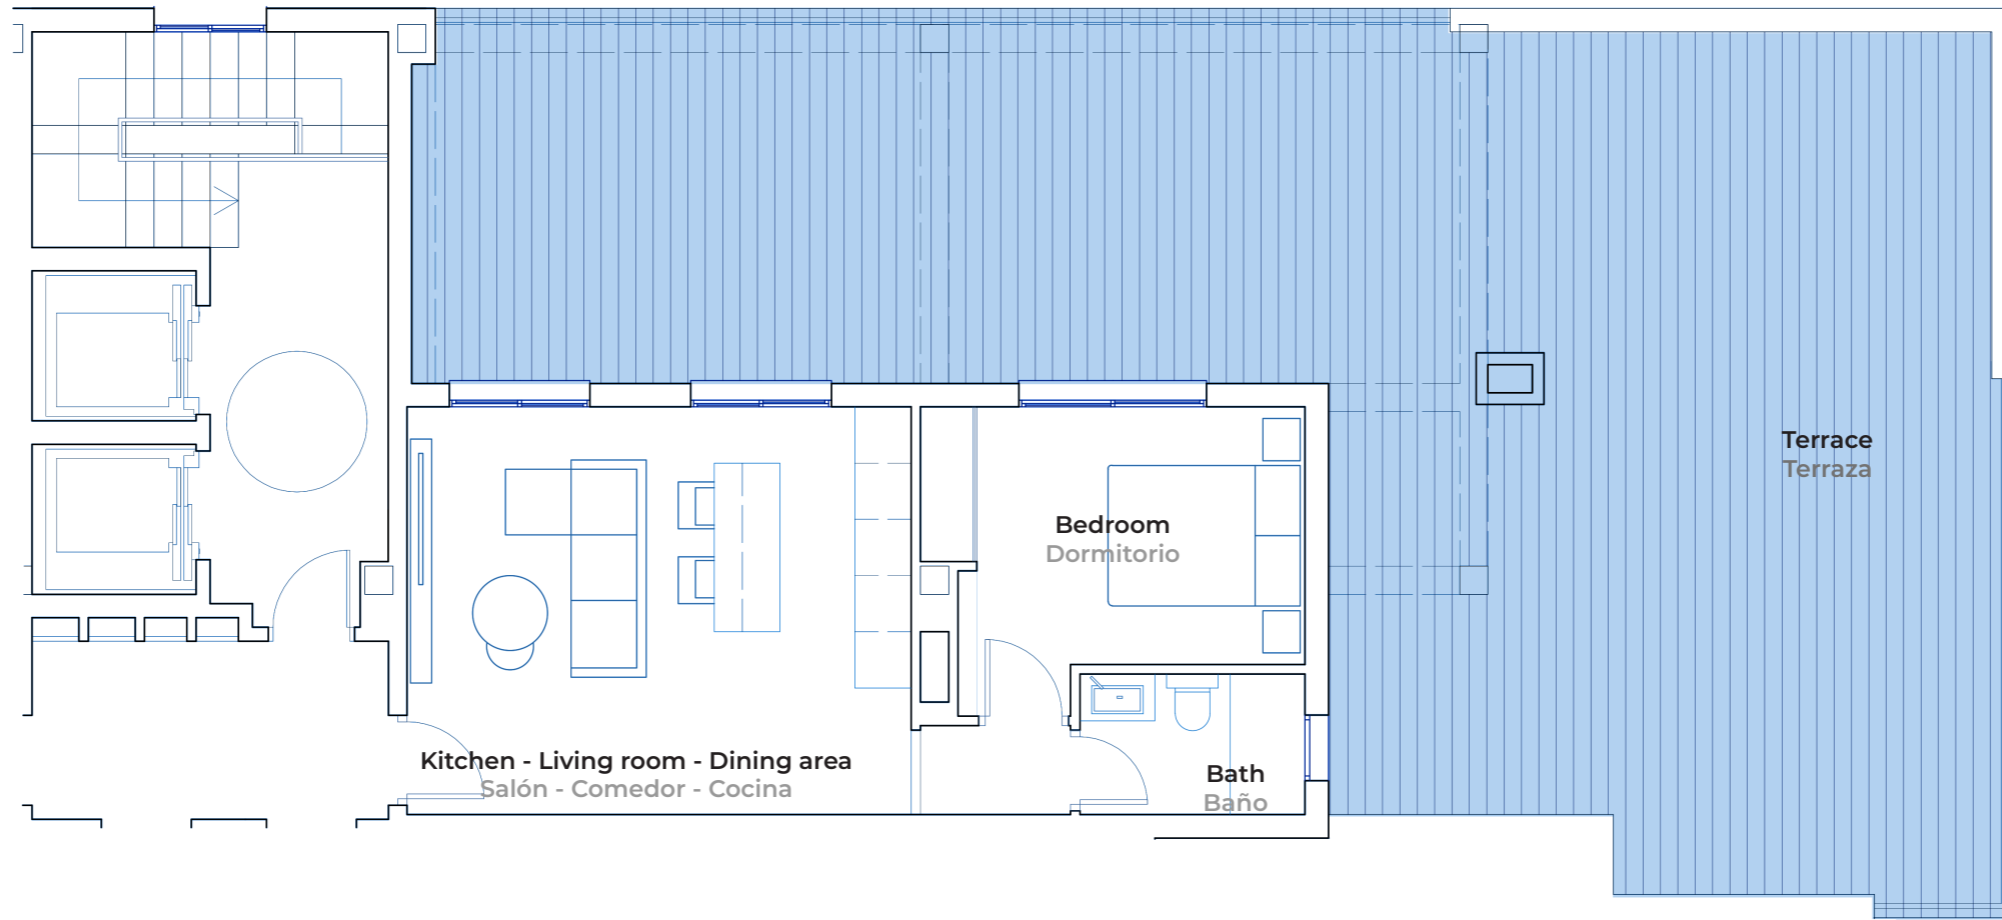 Terrace
Terraza
Bedroom
Dormitorio
Kitchen - Living room - Dining area
Salón - Comedor - Cocina
Bath
Baño